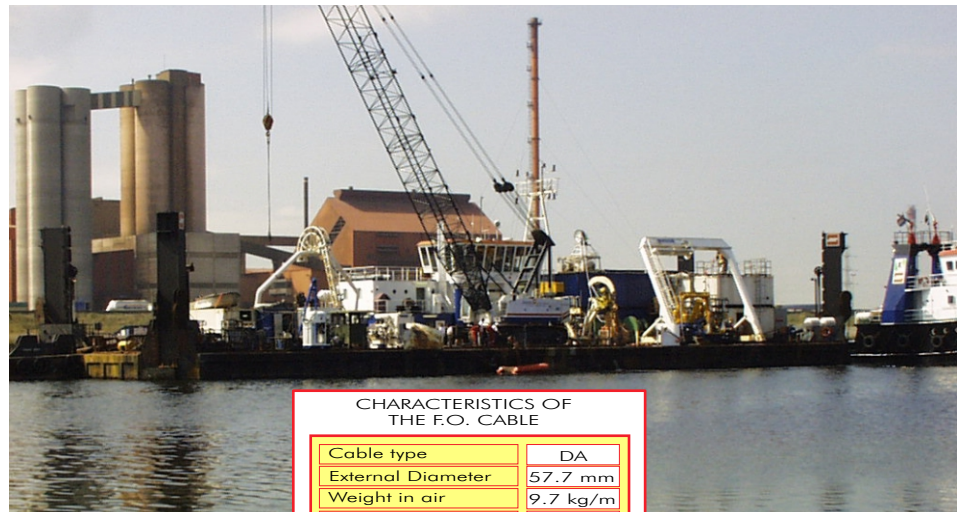 CHARACTERISTICS OF
THE F.O. CABLE
Cable type DA
External Diameter 57.7 mm
Weight in air 9.7 kg/m